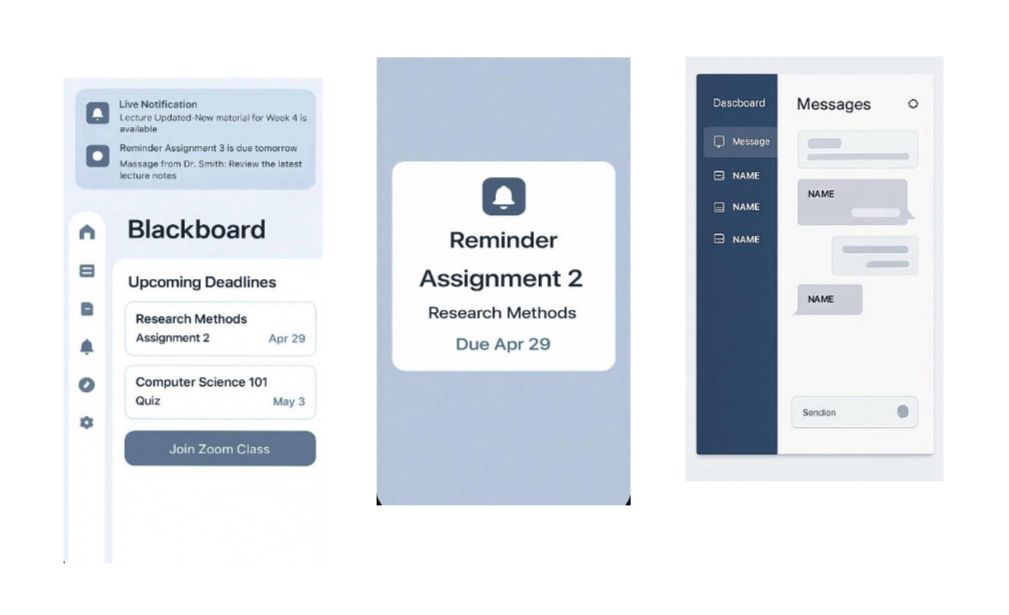 Live Notification
Lecture Updated-New material for Week 4 is
available
Reminder Assignment 3 is due tomorrow
Massage from Dr. Smith: Review the latest
lecture notes
Blackboard
Upcoming Deadlines
Research Methods
Assignment 2
Apr 29
Computer Science 101
Quiz
May 3
Join Zoom Class
Reminder
Assignment 2
Research Methods
Due Apr 29
Dascboard
Message
NAME
NAME
NAME
Messages
NAME
NAME
Sendion